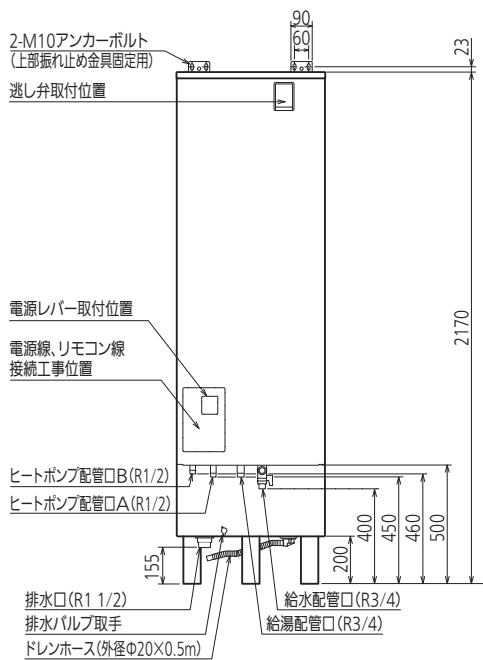 90
60
23
2-M10アンカーボルト
(上部振れ止め金具固定用)
逃し弁取付位置
2170
電源レバー取付位置
電源線、リモコン線
接続工事位置
ヒートポンプ配管口B(R1/2)
ヒートポンプ配管口A(R1/2)
155
200
400
450
460
500
排水口(R1 1/2)
排水バルブ取手
ドレンホース(外径Φ20×0.5m)
給水配管口(R3/4)
給湯配管口(R3/4)